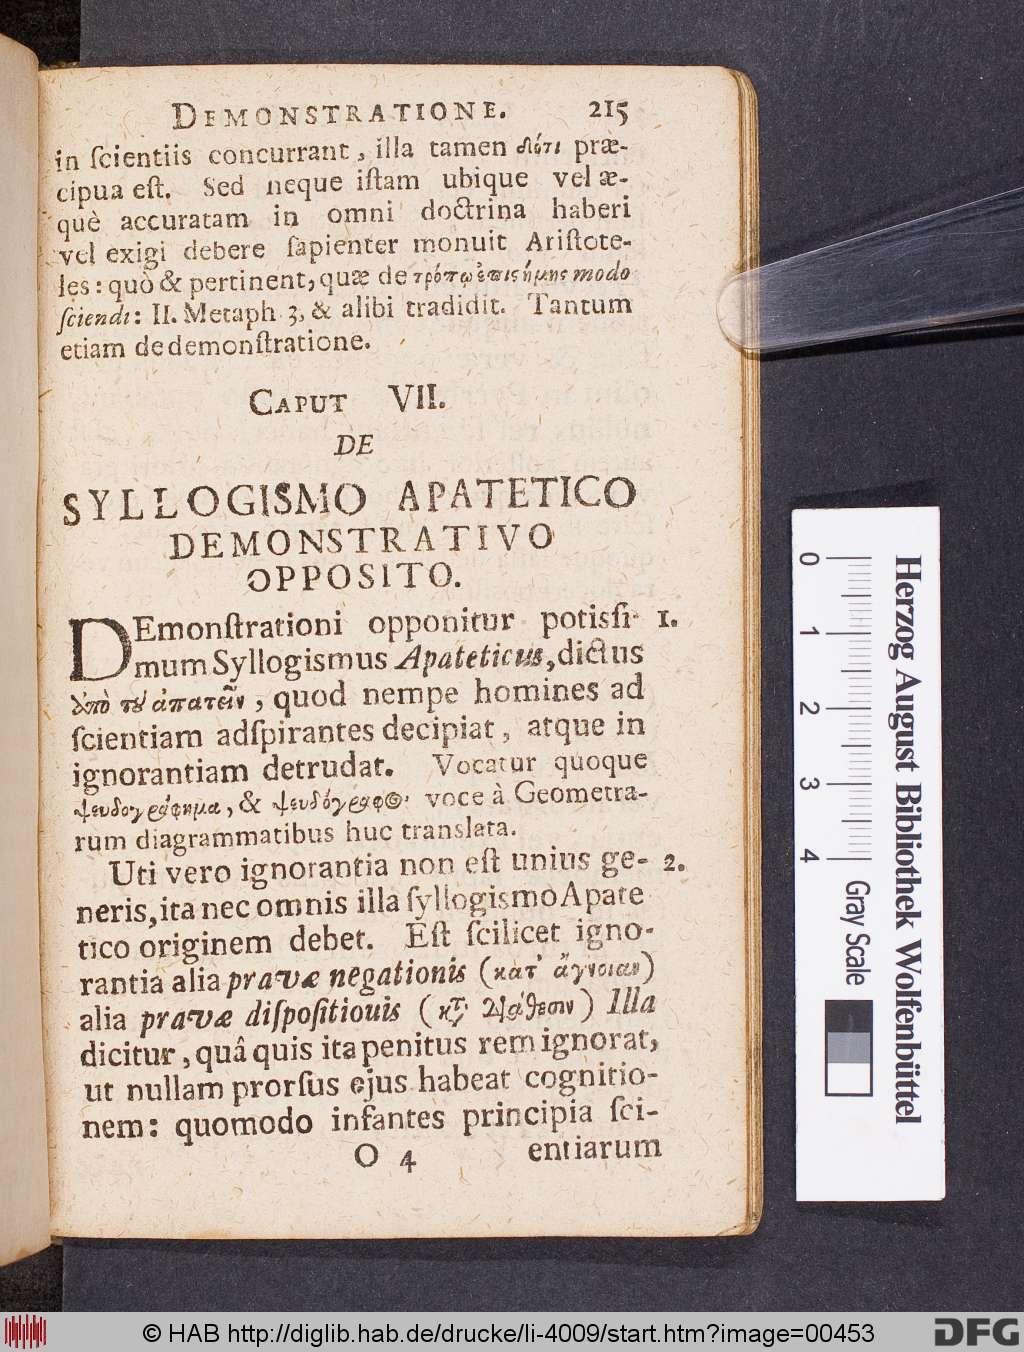 DEMONSTRATIONE. 215
in ſcientiis concurrant, illa tamen διότι præ-
cipua eſt. Sed neque iſtam ubique vel æ-
què accuratam in omni doctrina haberi
vel exigi debere ſapienter monuit Ariſtote-
les: quò & pertinent, quæ de τρόπῳ ἐπιϛήμης modo
ſciendi: II. Metaph 3, & alibi tradidit. Tantum
etiam de demonſtratione.
CAPUT VII.
DE
SYLLOGISMO APATETICO
DEMONSTRATIVO
OPPOSITO.
DEmonſtrationi opponitur potisſi- 1.
mum Syllogismus Apateticus, dictus
ἀπὸ τȣ ἀπατεῖν, quod nempe homines ad
ſcientiam adſpirantes decipiat, atque in
ignorantiam detrudat. Vocatur quoque
ψευδογράφημα, & ψευδόγραφ⊙ voce à Geometra-
rum diagrammatibus huc translata.
Uti vero ignorantia non eſt unius ge- 2.
neris, ita nec omnis illa ſyllogismo Apate
tico originem debet. Eſt ſcilicet igno-
rantia alia pravæ negationis (κατ' ἄγνοιαν)
alia pravæ diſpoſitiouis (κτ' διάθεσιν) Illa
dicitur, quâ quis ita penitus rem ignorat,
ut nullam prorſus ejus habeat cognitio-
nem: quomodo infantes principia ſci-
O 4 entiarum
Herzog August Bibliothek Wolfenbüttel
0 1 2 3 4 Gray Scale
© HAB http://diglib.hab.de/drucke/li-4009/start.htm?image=00453
DFG